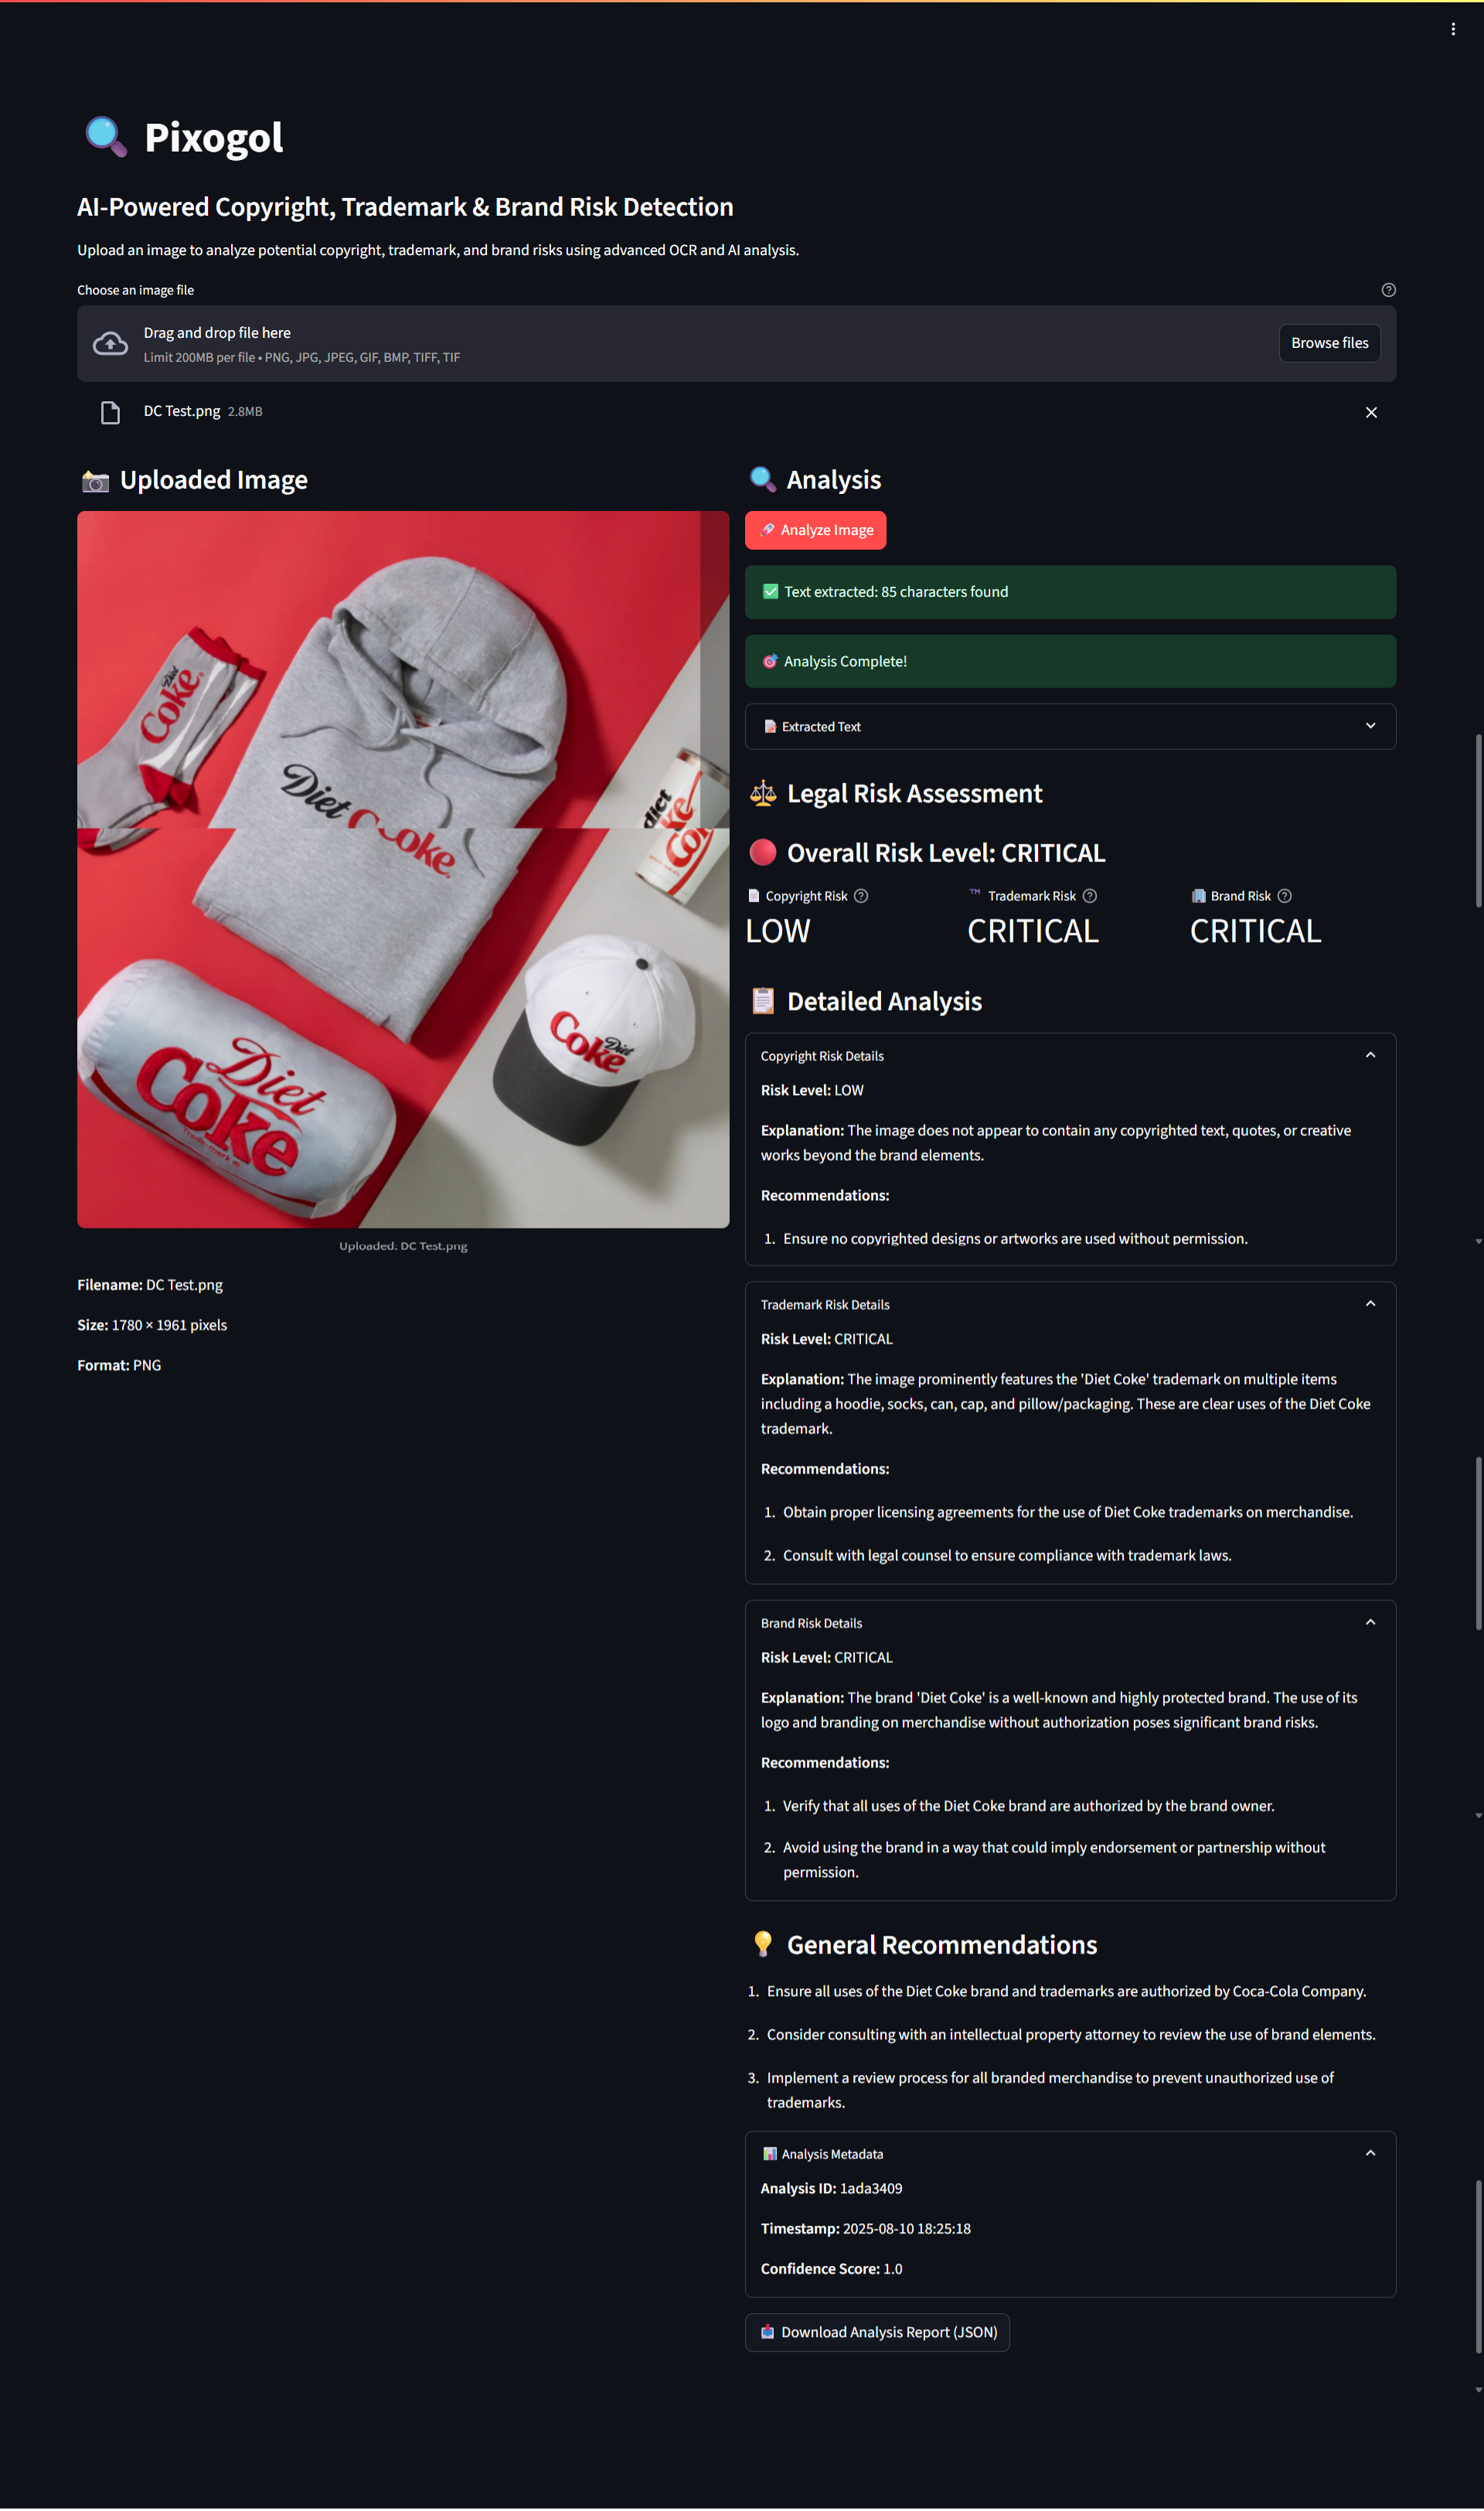 Pixogol
AI-Powered Copyright, Trademark & Brand Risk Detection
Upload an image to analyze potential copyright, trademark, and brand risks using advanced OCR and AI analysis.
Choose an image file
Drag and drop file here
Limit 200MB per file • PNG, JPG, JPEG, GIF, BMP, TIFF, TIF
Browse files
DC Test.png 2.8MB
Uploaded Image
Diet
Coke
Diet Coke
diet
Coke
Diet
Coke
Diet
Coke
Trade-mark ®
Uploaded: DC Test.png
Filename: DC Test.png
Size: 1780 × 1961 pixels
Format: PNG
Analysis
Analyze Image
Text extracted: 85 characters found
Analysis Complete!
Extracted Text
Legal Risk Assessment
Overall Risk Level: CRITICAL
Copyright Risk
LOW
TM Trademark Risk
CRITICAL
Brand Risk
CRITICAL
Detailed Analysis
Copyright Risk Details
Risk Level: LOW
Explanation: The image does not appear to contain any copyrighted text, quotes, or creative
works beyond the brand elements.
Recommendations:
1. Ensure no copyrighted designs or artworks are used without permission.
Trademark Risk Details
Risk Level: CRITICAL
Explanation: The image prominently features the 'Diet Coke' trademark on multiple items
including a hoodie, socks, can, cap, and pillow/packaging. These are clear uses of the Diet Coke
trademark.
Recommendations:
1. Obtain proper licensing agreements for the use of Diet Coke trademarks on merchandise.
2. Consult with legal counsel to ensure compliance with trademark laws.
Brand Risk Details
Risk Level: CRITICAL
Explanation: The brand 'Diet Coke' is a well-known and highly protected brand. The use of its
logo and branding on merchandise without authorization poses significant brand risks.
Recommendations:
1. Verify that all uses of the Diet Coke brand are authorized by the brand owner.
2. Avoid using the brand in a way that could imply endorsement or partnership without
permission.
General Recommendations
1. Ensure all uses of the Diet Coke brand and trademarks are authorized by Coca-Cola Company.
2. Consider consulting with an intellectual property attorney to review the use of brand elements.
3. Implement a review process for all branded merchandise to prevent unauthorized use of
trademarks.
Analysis Metadata
Analysis ID: 1ada3409
Timestamp: 2025-08-10 18:25:18
Confidence Score: 1.0
Download Analysis Report (JSON)